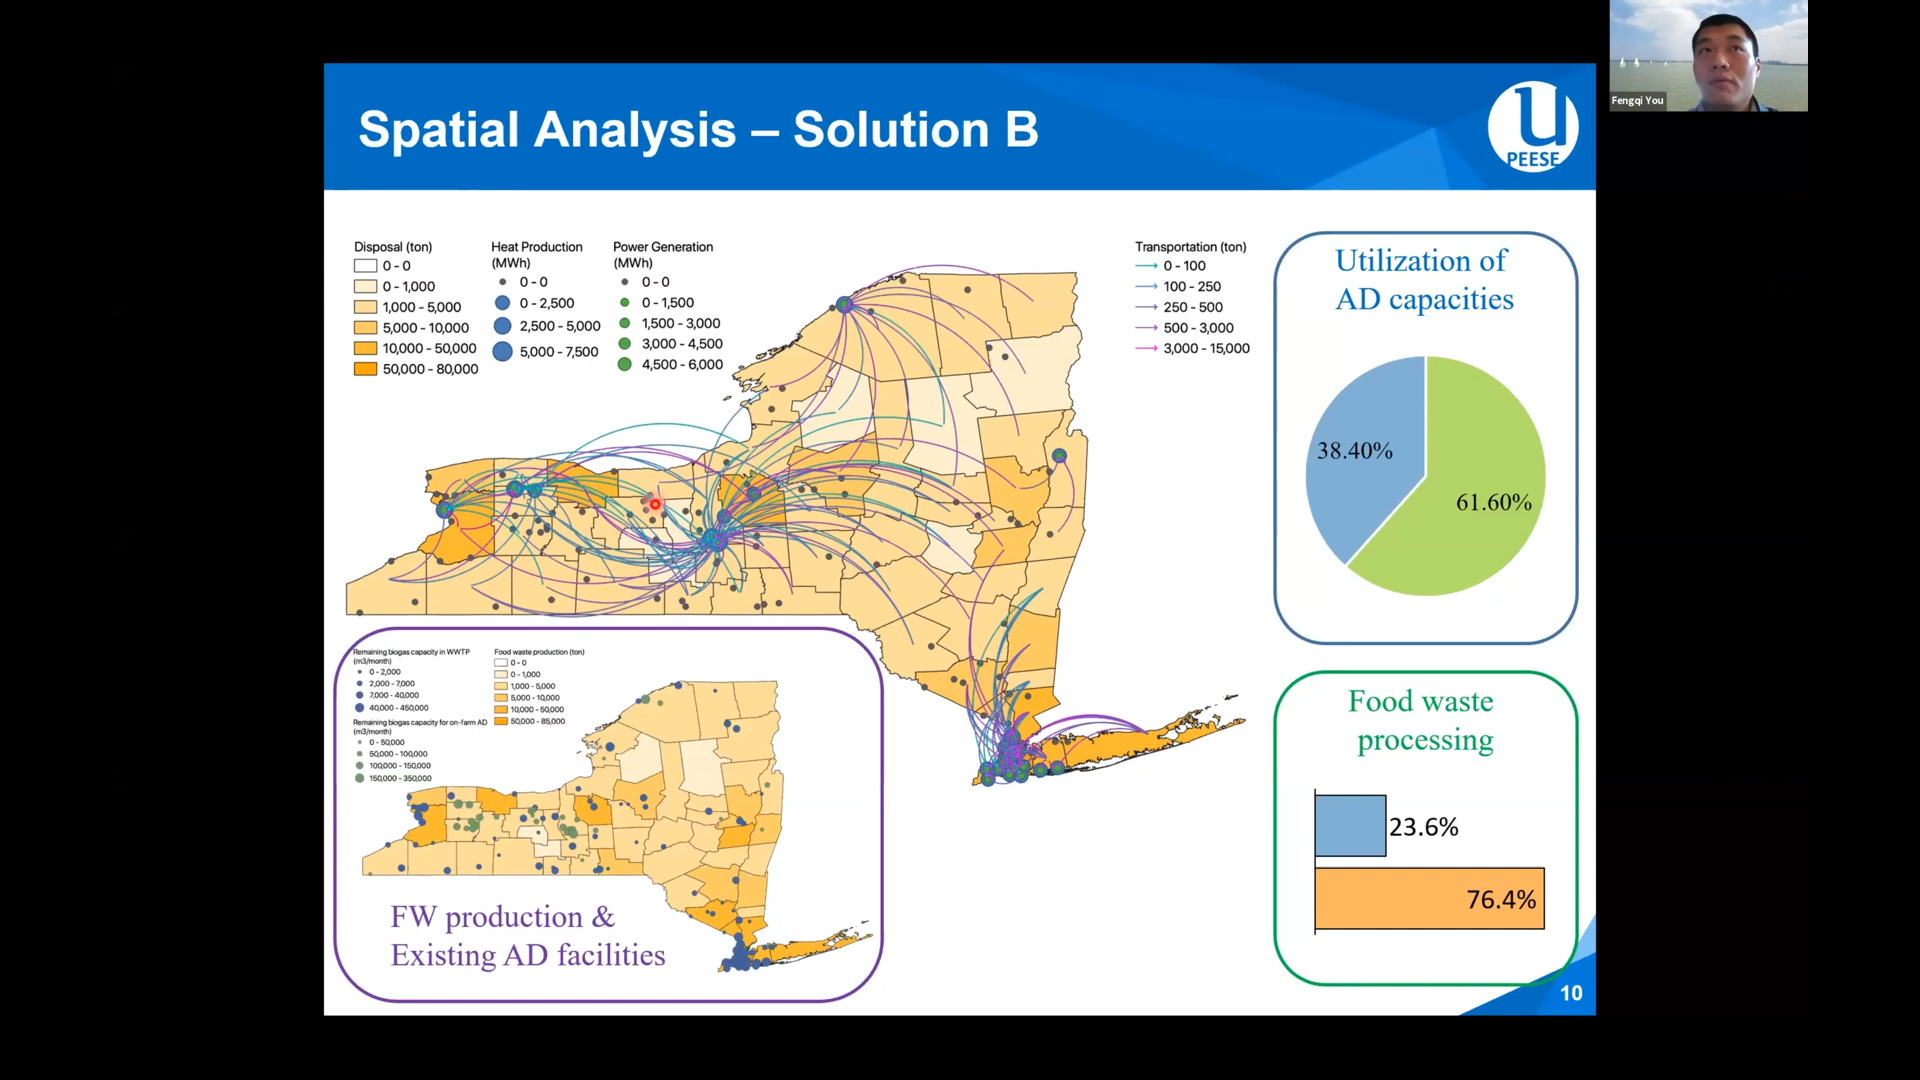 Fengqi You
Spatial Analysis – Solution B
U
PEESE
Disposal (ton)
0 - 0
0 - 1,000
1,000 - 5,000
5,000 - 10,000
10,000 - 50,000
50,000 - 80,000
Heat Production
(MWh)
0 - 0
0 - 2,500
2,500 - 5,000
5,000 - 7,500
Power Generation
(MWh)
0 - 0
0 - 1,500
1,500 - 3,000
3,000 - 4,500
4,500 - 6,000
Transportation (ton)
0 - 100
100 - 250
250 - 500
500 - 3,000
3,000 - 15,000
Utilization of
AD capacities
38.40%
61.60%
Remaining biogas capacity in WWTP
(m3/month)
0 - 2,000
2,000 - 7,000
7,000 - 40,000
40,000 - 450,000
Remaining biogas capacity for on-farm AD
(m3/month)
0 - 50,000
50,000 - 100,000
100,000 - 150,000
150,000 - 350,000
Food waste production (ton)
0 - 0
0 - 1,000
1,000 - 5,000
5,000 - 10,000
10,000 - 50,000
50,000 - 85,000
FW production &
Existing AD facilities
Food waste
processing
23.6%
76.4%
10